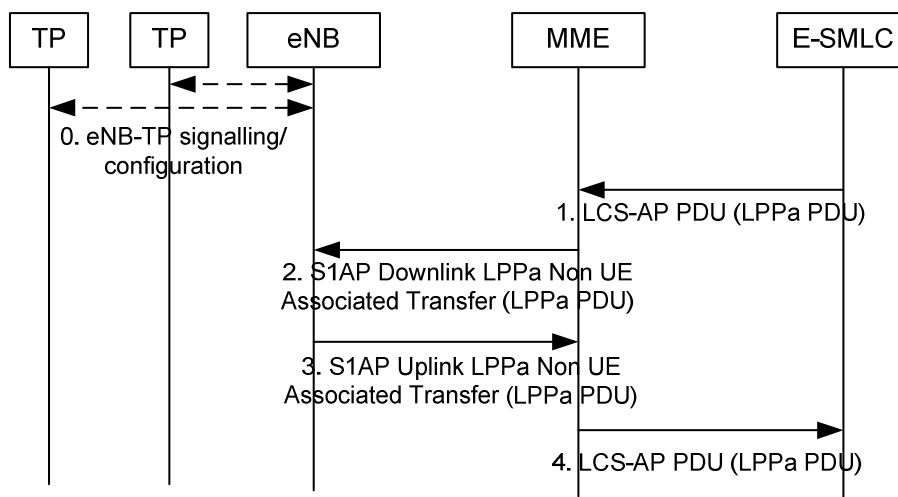 TP
TP
eNB
MME
E-SMLC
0. eNB-TP signalling/
configuration
1. LCS-AP PDU (LPPa PDU)
2. S1AP Downlink LPPa Non UE
Associated Transfer (LPPa PDU)
3. S1AP Uplink LPPa Non UE
Associated Transfer (LPPa PDU)
4. LCS-AP PDU (LPPa PDU)